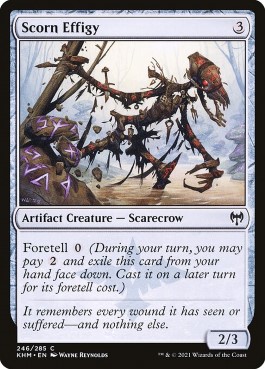 Scorn Effigy 3
Artifact Creature — Scarecrow
Foretell 0 (During your turn, you may
pay 2 and exile this card from your
hand face down. Cast it on a later turn
for its foretell cost.)
It remembers every wound it has seen or
suffered—and nothing else.
2/3
246/285 C
KHM • EN Wayne Reynolds
™ & © 2021 Wizards of the Coast